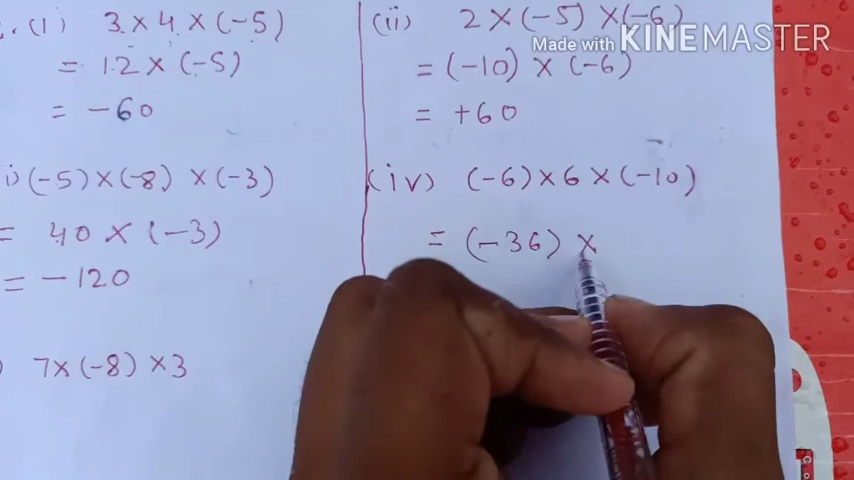 (i) 3 × 4 × (-5)
= 12 × (-5)
= -60
(ii) 2 × (-5) × (-6)
= (-10) × (-6)
= +60
i) (-5) × (-8) × (-3)
= 40 × (-3)
= -120
(iv) (-6) × 6 × (-10)
= (-36) ×
) 7 × (-8) × 3
Made with KINEMASTER